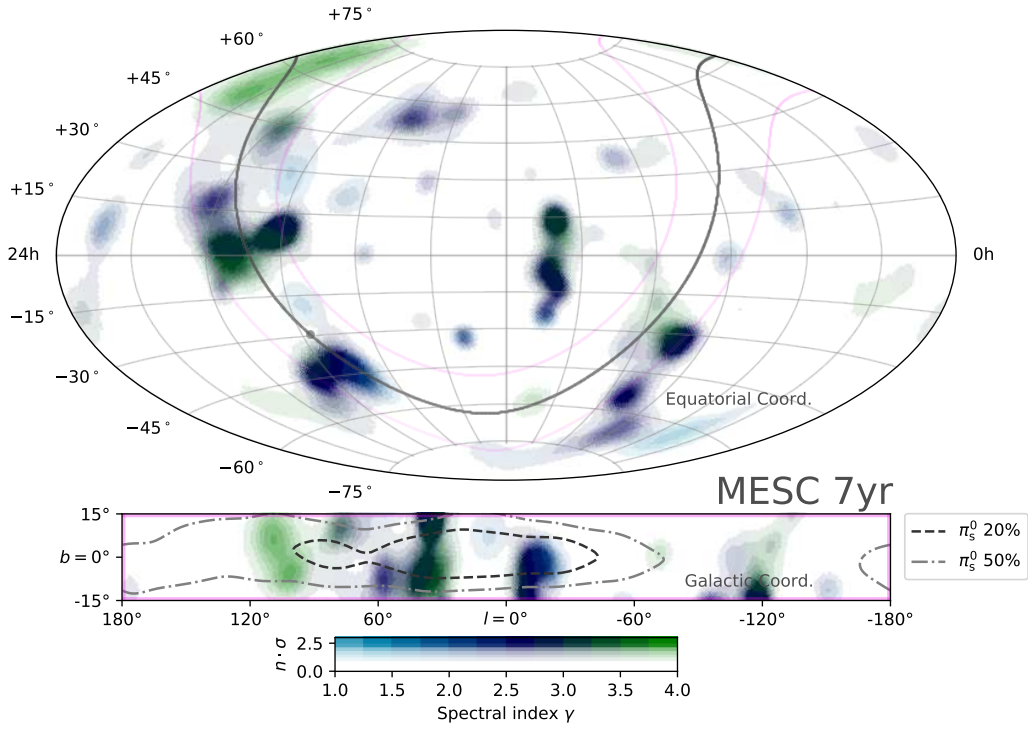 +75°
+60°
+45°
+30°
+15°
24h
0h
−15°
−30°
−45°
−60°
−75°
Equatorial Coord.
MESC 7yr
15°
b=0°
-15°
Galactic Coord.
π⁰ₛ 20%
π⁰ₛ 50%
180° 120° 60° l=0° -60° -120° -180°
n·σ
2.5
0.0
1.0 1.5 2.0 2.5 3.0 3.5 4.0
Spectral index γ